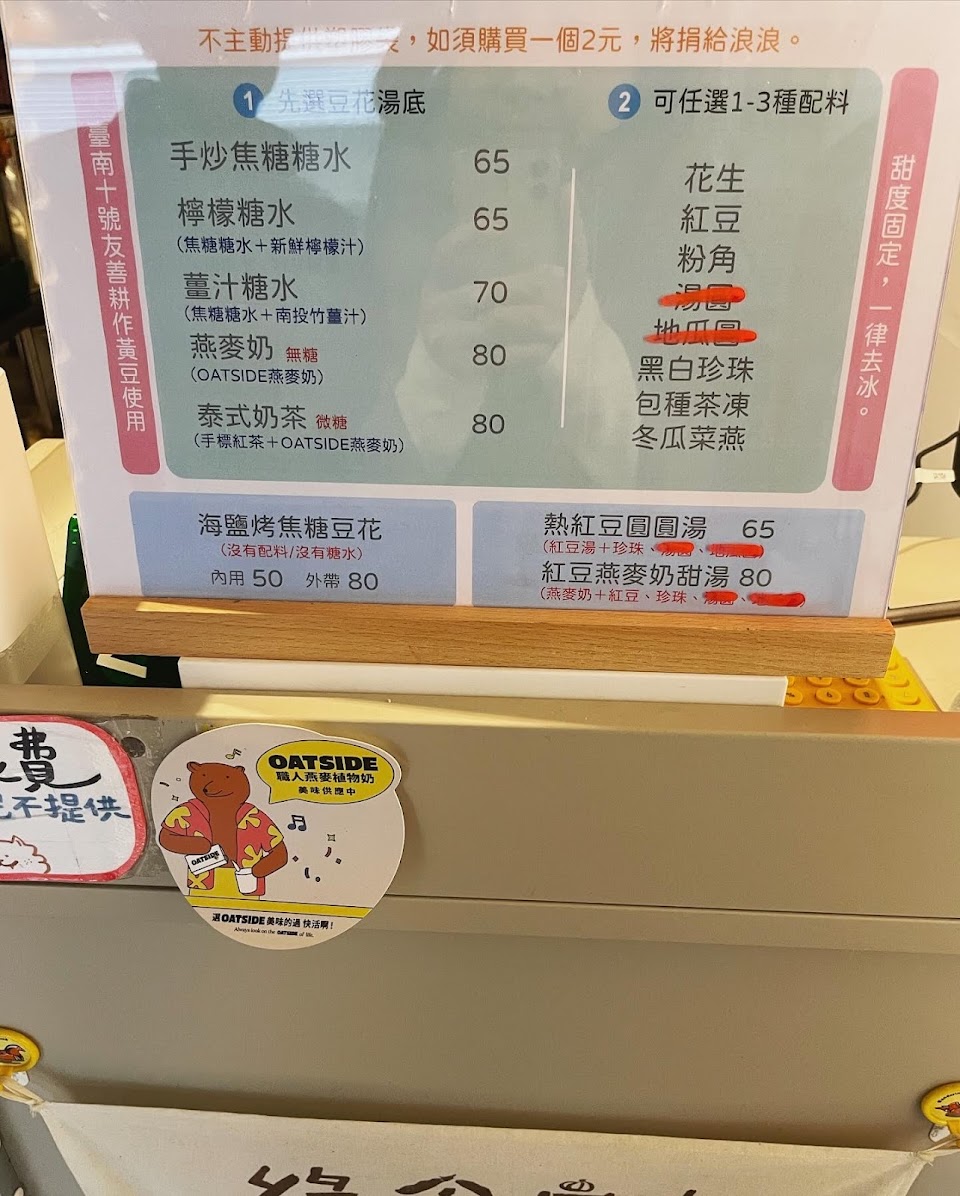 不主動提供塑膠袋，如須購買一個2元，將捐給浪浪。
臺南十號友善耕作黃豆使用
1 先選豆花湯底
手炒焦糖糖水 65
檸檬糖水 65
(焦糖糖水＋新鮮檸檬汁)
薑汁糖水 70
(焦糖糖水＋南投竹薑汁)
燕麥奶 無糖 80
(OATSIDE燕麥奶)
泰式奶茶 微糖 80
(手標紅茶＋OATSIDE燕麥奶)
2 可任選1-3種配料
花生
紅豆
粉角
湯圓
地瓜圓
黑白珍珠
包種茶凍
冬瓜菜燕
甜度固定，一律去冰。
海鹽烤焦糖豆花
(沒有配料/沒有糖水)
內用 50 外帶 80
熱紅豆圓圓湯 65
(紅豆湯＋珍珠、湯圓、地瓜圓)
紅豆燕麥奶甜湯 80
(燕麥奶＋紅豆、珍珠、湯圓、
費
不提供
OATSIDE
職人燕麥植物奶
美味供應中
OATSIDE
選OATSIDE美味的過 快活啊!
Always look on the OATSIDE of life.